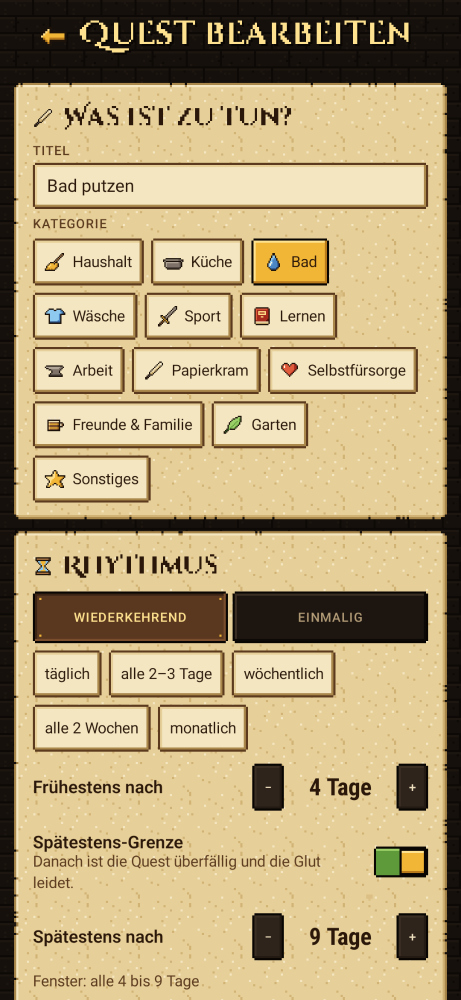 QUEST BEARBEITEN
WAS IST ZU TUN?
TITEL
Bad putzen
KATEGORIE
Haushalt
Küche
Bad
Wäsche
Sport
Lernen
Arbeit
Papierkram
Selbstfürsorge
Freunde & Familie
Garten
Sonstiges
RHYTHMUS
WIEDERKEHREND
EINMALIG
täglich
alle 2–3 Tage
wöchentlich
alle 2 Wochen
monatlich
Frühestens nach
−
4 Tage
+
Spätestens-Grenze
Danach ist die Quest überfällig und die Glut
leidet.
Spätestens nach
−
9 Tage
+
Fenster: alle 4 bis 9 Tage